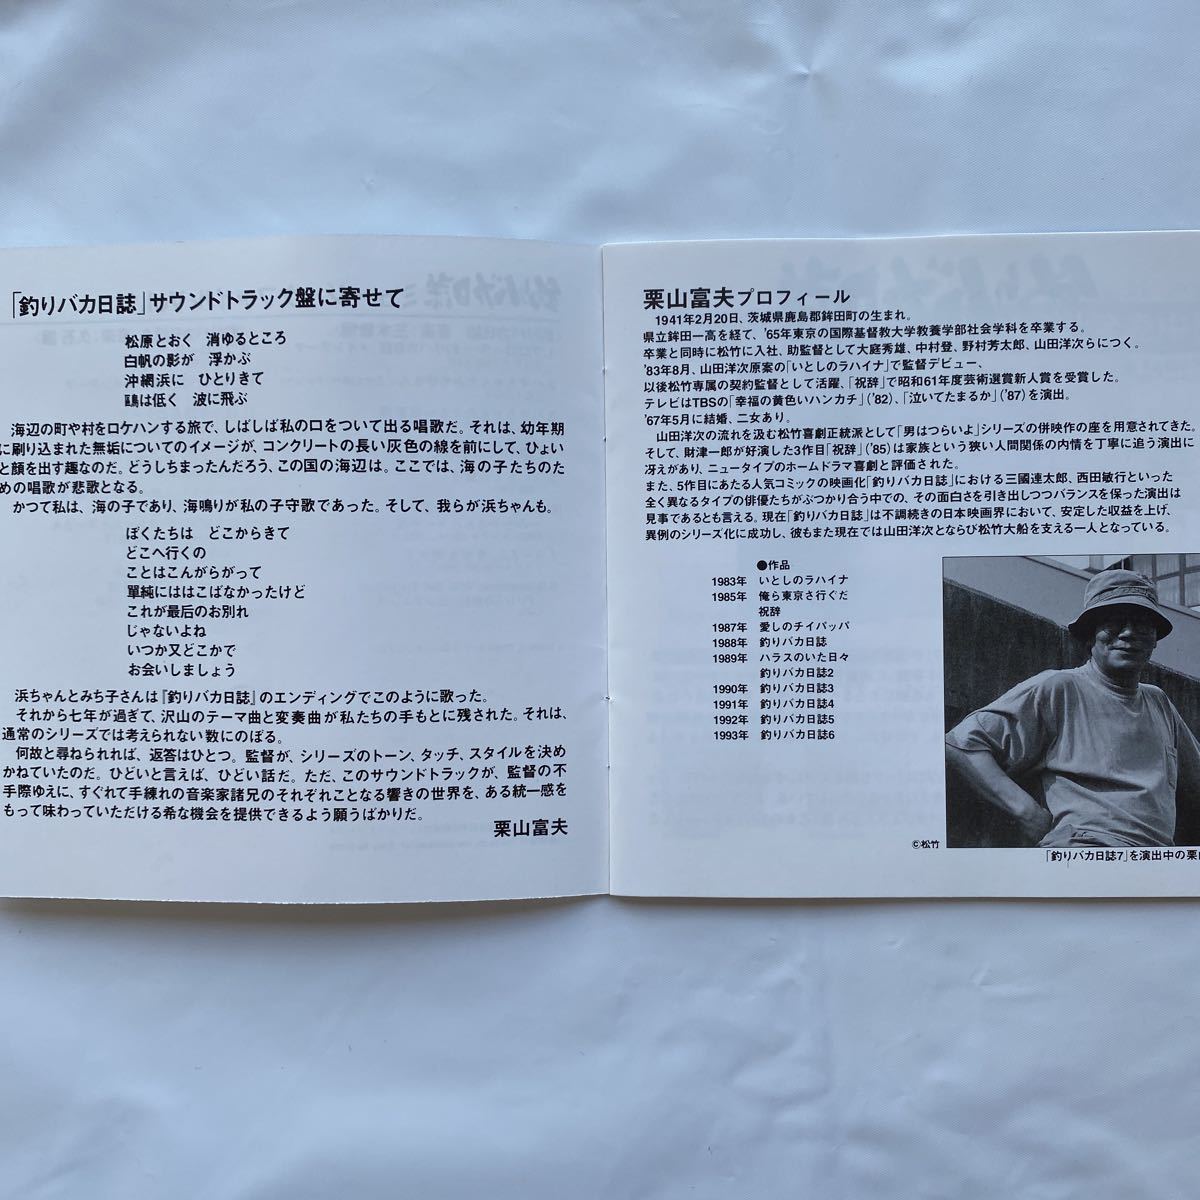 「釣りバカ日誌」サウンドトラック盤に寄せて
松原とおく　消ゆるところ
白帆の影が　浮かぶ
沖網浜に　ひとりきて
鷗は低く　波に飛ぶ
海辺の町や村をロケハンする旅で、しばしば私の口をついて出る唱歌だ。それは、幼年期
に刷り込まれた無垢についてのイメージが、コンクリートの長い灰色の線を前にして、ひょい
と顔を出す趣なのだ。どうしちまったんだろう、この国の海辺は。ここでは、海の子たちのた
めの唱歌が悲歌となる。
かつて私は、海の子であり、海鳴りが私の子守歌であった。そして、我らが浜ちゃんも。
ぼくたちは　どこからきて
どこへ行くの
ことはこんがらがって
單純にははこばなかったけど
これが最后のお別れ
じゃないよね
いつか又どこかで
お会いしましょう
浜ちゃんとみち子さんは『釣りバカ日誌』のエンディングでこのように歌った。
それから七年が過ぎて、沢山のテーマ曲と変奏曲が私たちの手もとに残された。それは、
通常のシリーズでは考えられない数にのぼる。
何故と尋ねられれば、返答はひとつ。監督が、シリーズのトーン、タッチ、スタイルを決め
かねていたのだ。ひどいと言えば、ひどい話だ。ただ、このサウンドトラックが、監督の不
手際ゆえに、すぐれて手練れの音楽家諸兄のそれぞれことなる響きの世界を、ある統一感を
もって味わっていただける希な機会を提供できるよう願うばかりだ。
栗山富夫
栗山富夫プロフィール
1941年2月20日、茨城県鹿島郡鉾田町の生まれ。
県立鉾田一高を経て、'65年東京の国際基督教大学教養学部社会学科を卒業する。
卒業と同時に松竹に入社、助監督として大庭秀雄、中村登、野村芳太郎、山田洋次らにつく。
'83年8月、山田洋次原案の「いとしのラハイナ」で監督デビュー、
以後松竹専属の契約監督として活躍、「祝辞」で昭和61年度芸術選賞新人賞を受賞した。
テレビはTBSの「幸福の黄色いハンカチ」('82)、「泣いてたまるか」('87)を演出。
'67年5月に結婚、二女あり。
山田洋次の流れを汲む松竹喜劇正統派として「男はつらいよ」シリーズの併映作の座を用意されてきた。
そして、財津一郎が好演した3作目「祝辞」('85)は家族という狭い人間関係の内情を丁寧に追う演出に
冴えがあり、ニュータイプのホームドラマ喜劇と評価された。
また、5作目にあたる人気コミックの映画化「釣りバカ日誌」における三國連太郎、西田敏行といった
全く異なるタイプの俳優たちがぶつかり合う中での、その面白さを引き出しつつバランスを保った演出は
見事であるとも言える。現在「釣りバカ日誌」は不調続きの日本映画界において、安定した収益を上げ、
異例のシリーズ化に成功し、彼もまた現在では山田洋次とならび松竹大船を支える一人となっている。
●作品
1983年　いとしのラハイナ
1985年　俺ら東京さ行ぐだ
祝辞
1987年　愛しのチイパッパ
1988年　釣りバカ日誌
1989年　ハラスのいた日々
釣りバカ日誌2
1990年　釣りバカ日誌3
1991年　釣りバカ日誌4
1992年　釣りバカ日誌5
1993年　釣りバカ日誌6
©松竹
「釣りバカ日誌7」を演出中の栗